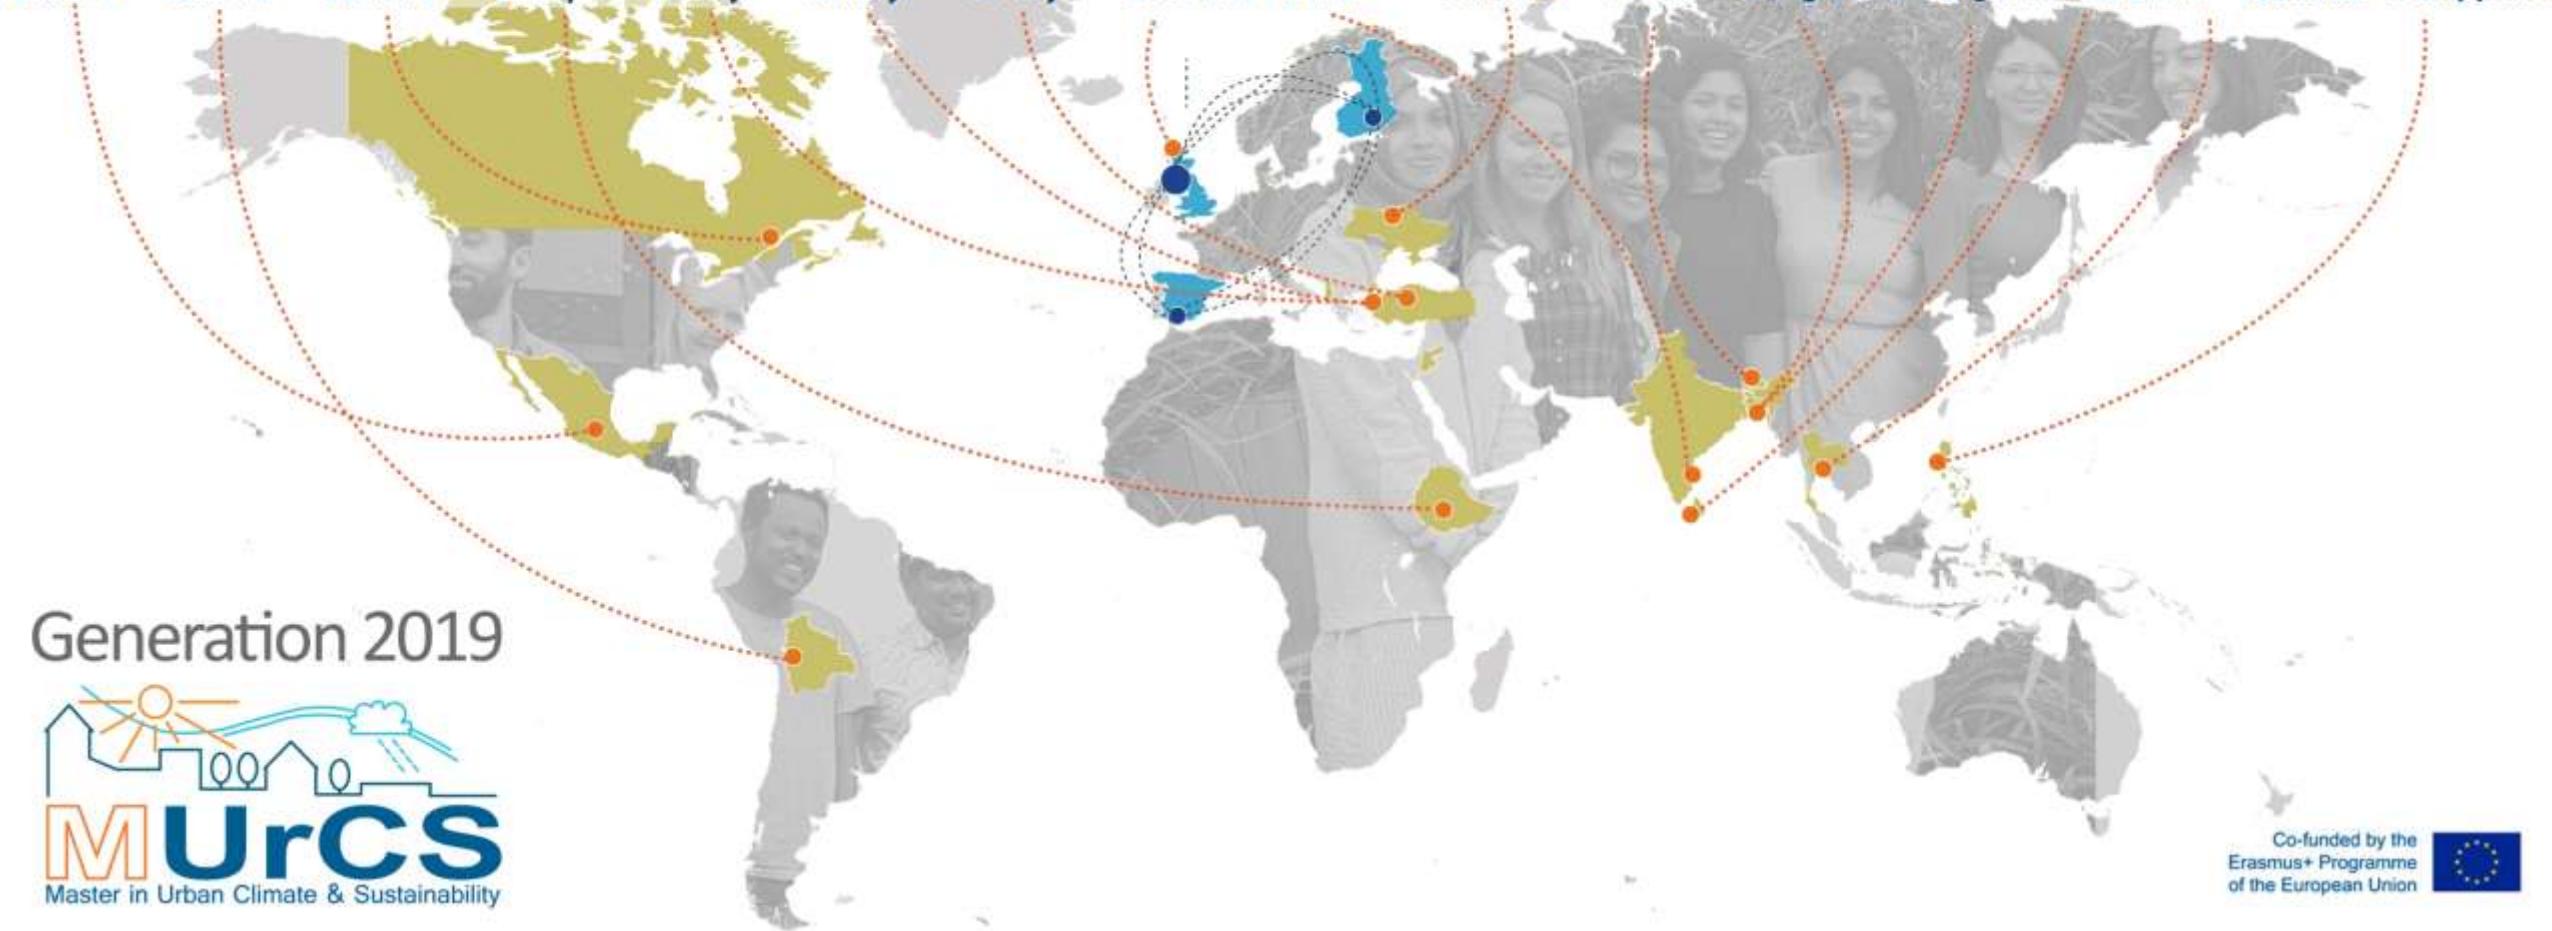 Generation 2019
MUrCS
Master in Urban Climate & Sustainability
Co-funded by the
Erasmus+ Programme
of the European Union